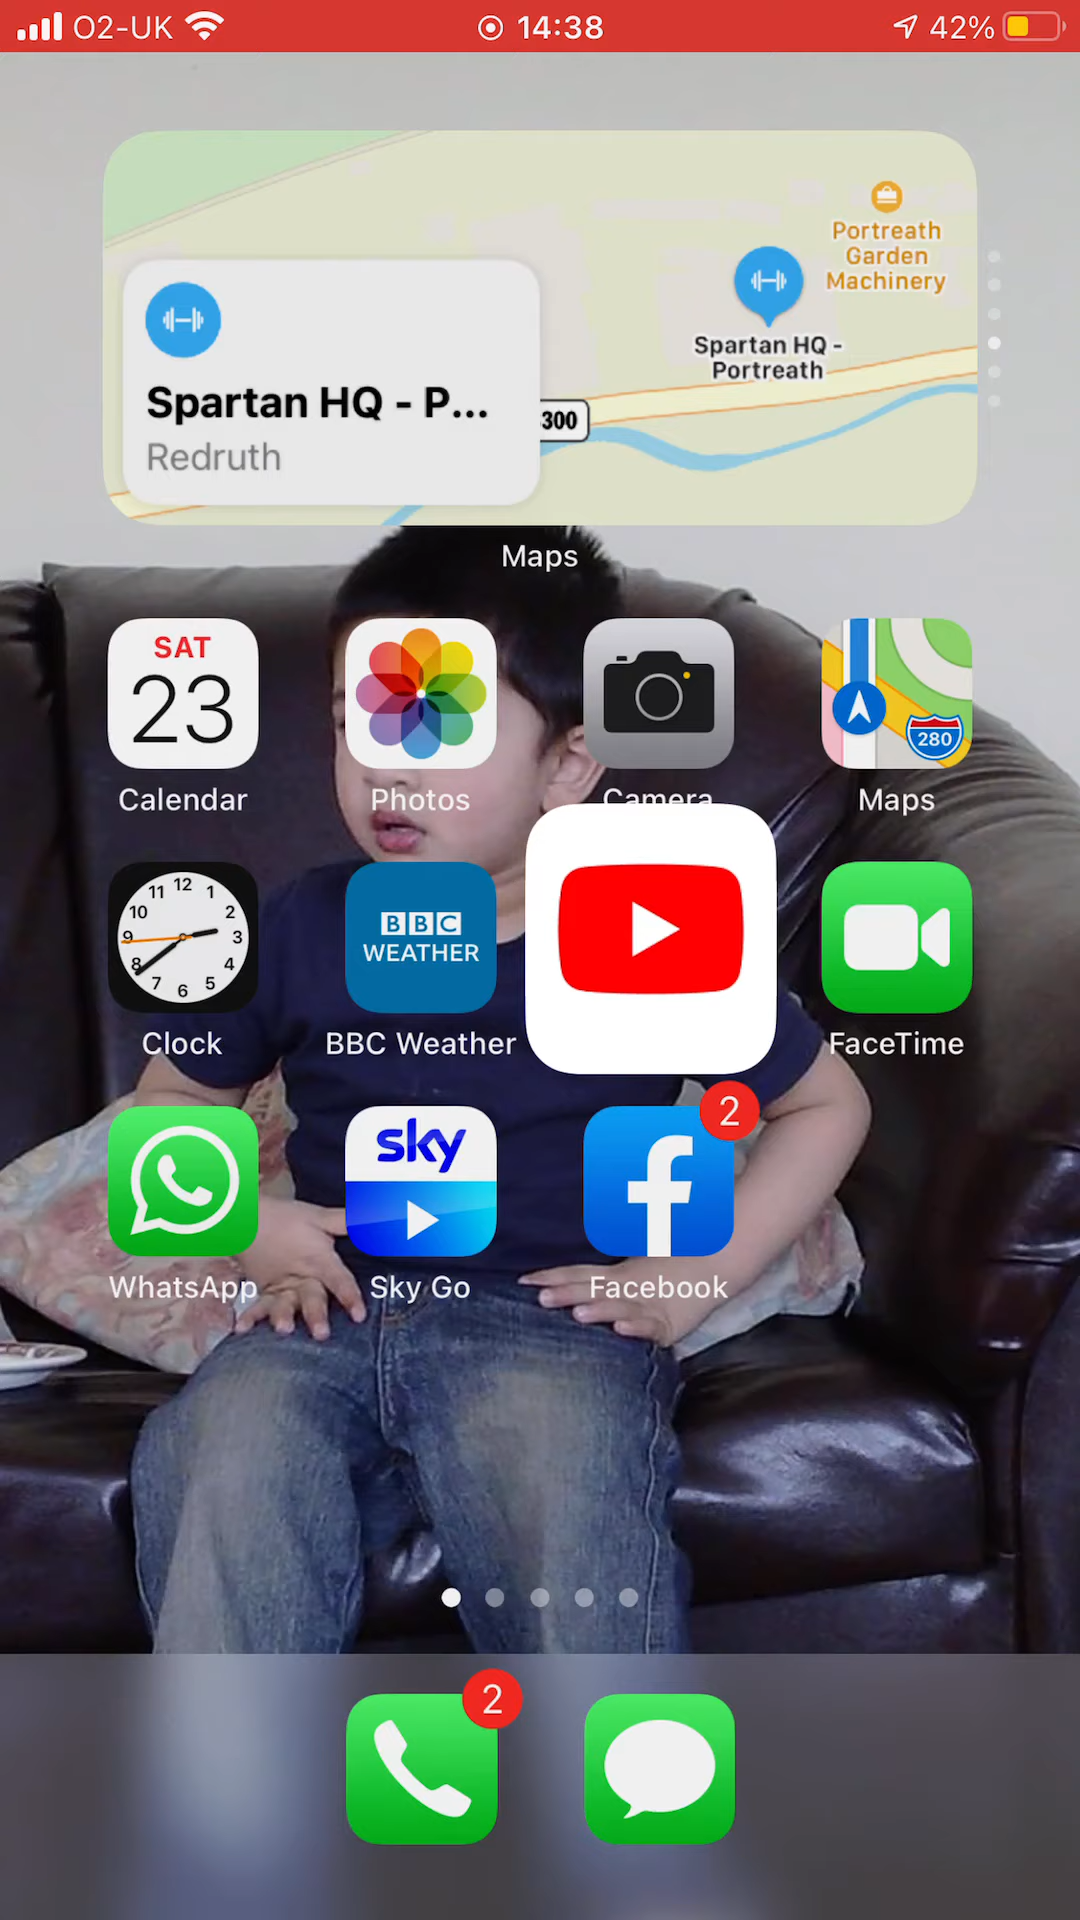 O2-UK 14:38 42%
Portreath
Garden
Machinery
Spartan HQ -
Portreath
300
Spartan HQ - P...
Redruth
Maps
SAT
23
280
Calendar Photos Camera Maps
12
11 1
10 2
9 3
8 4
7 5
6
BBC
WEATHER
Clock BBC Weather FaceTime
2
sky
WhatsApp Sky Go Facebook
2